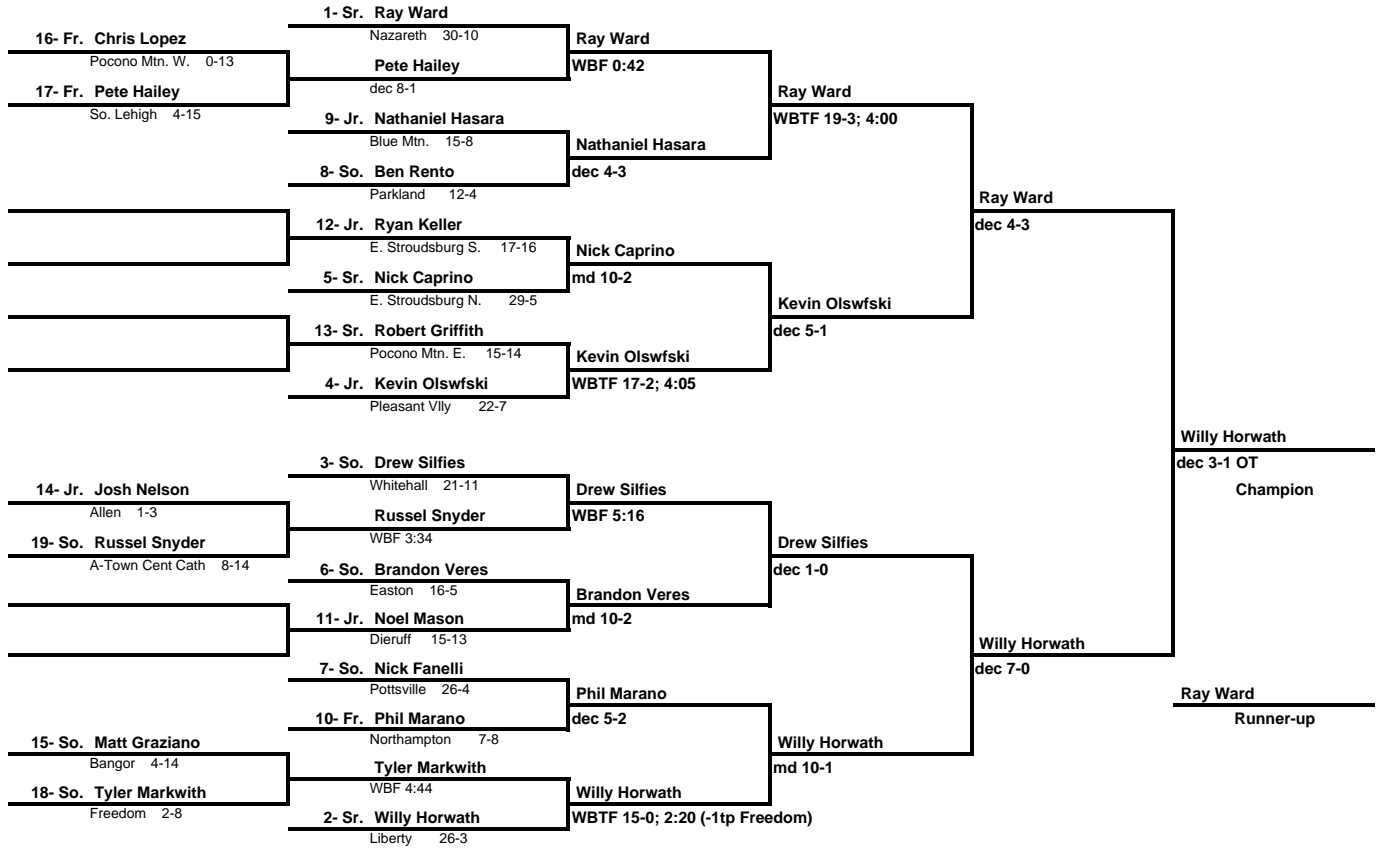 1- Sr. Ray Ward
Nazareth 30-10
16- Fr. Chris Lopez
Pocono Mtn. W. 0-13
17- Fr. Pete Hailey
So. Lehigh 4-15
Pete Hailey
dec 8-1
Ray Ward
WBF 0:42
9- Jr. Nathaniel Hasara
Blue Mtn. 15-8
8- So. Ben Rento
Parkland 12-4
Nathaniel Hasara
dec 4-3
Ray Ward
WBTF 19-3; 4:00
12- Jr. Ryan Keller
E. Stroudsburg S. 17-16
5- Sr. Nick Caprino
E. Stroudsburg N. 29-5
Nick Caprino
md 10-2
13- Sr. Robert Griffith
Pocono Mtn. E. 15-14
4- Jr. Kevin Olswfski
Pleasant Vlly 22-7
Kevin Olswfski
WBTF 17-2; 4:05
Kevin Olswfski
dec 5-1
Ray Ward
dec 4-3
3- So. Drew Silfies
Whitehall 21-11
14- Jr. Josh Nelson
Allen 1-3
19- So. Russel Snyder
A-Town Cent Cath 8-14
Russel Snyder
WBF 3:34
Drew Silfies
WBF 5:16
6- So. Brandon Veres
Easton 16-5
11- Jr. Noel Mason
Dieruff 15-13
Brandon Veres
md 10-2
Drew Silfies
dec 1-0
7- So. Nick Fanelli
Pottsville 26-4
10- Fr. Phil Marano
Northampton 7-8
Phil Marano
dec 5-2
15- So. Matt Graziano
Bangor 4-14
18- So. Tyler Markwith
Freedom 2-8
Tyler Markwith
WBF 4:44
2- Sr. Willy Horwath
Liberty 26-3
Willy Horwath
WBTF 15-0; 2:20 (-1tp Freedom)
Willy Horwath
md 10-1
Willy Horwath
dec 7-0
Willy Horwath
dec 3-1 OT
Champion
Ray Ward
Runner-up